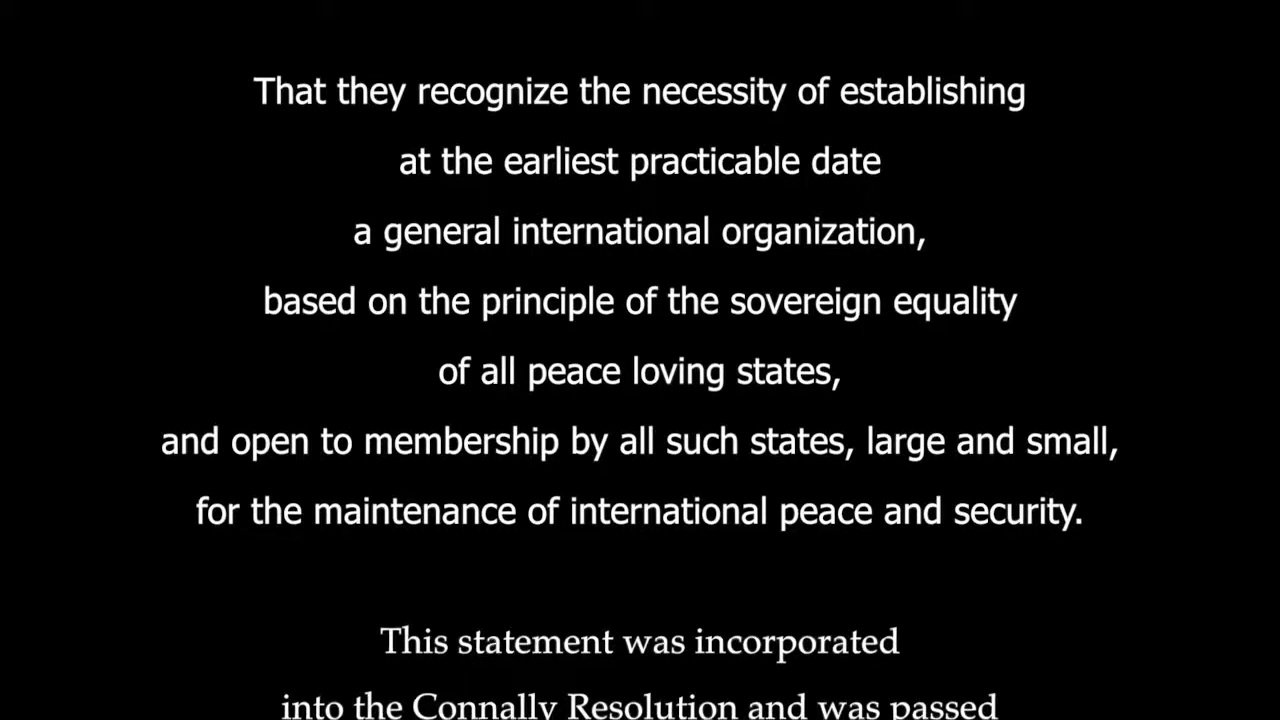 That they recognize the necessity of establishing
at the earliest practicable date
a general international organization,
based on the principle of the sovereign equality
of all peace loving states,
and open to membership by all such states, large and small,
for the maintenance of international peace and security.
This statement was incorporated
into the Connally Resolution and was passed